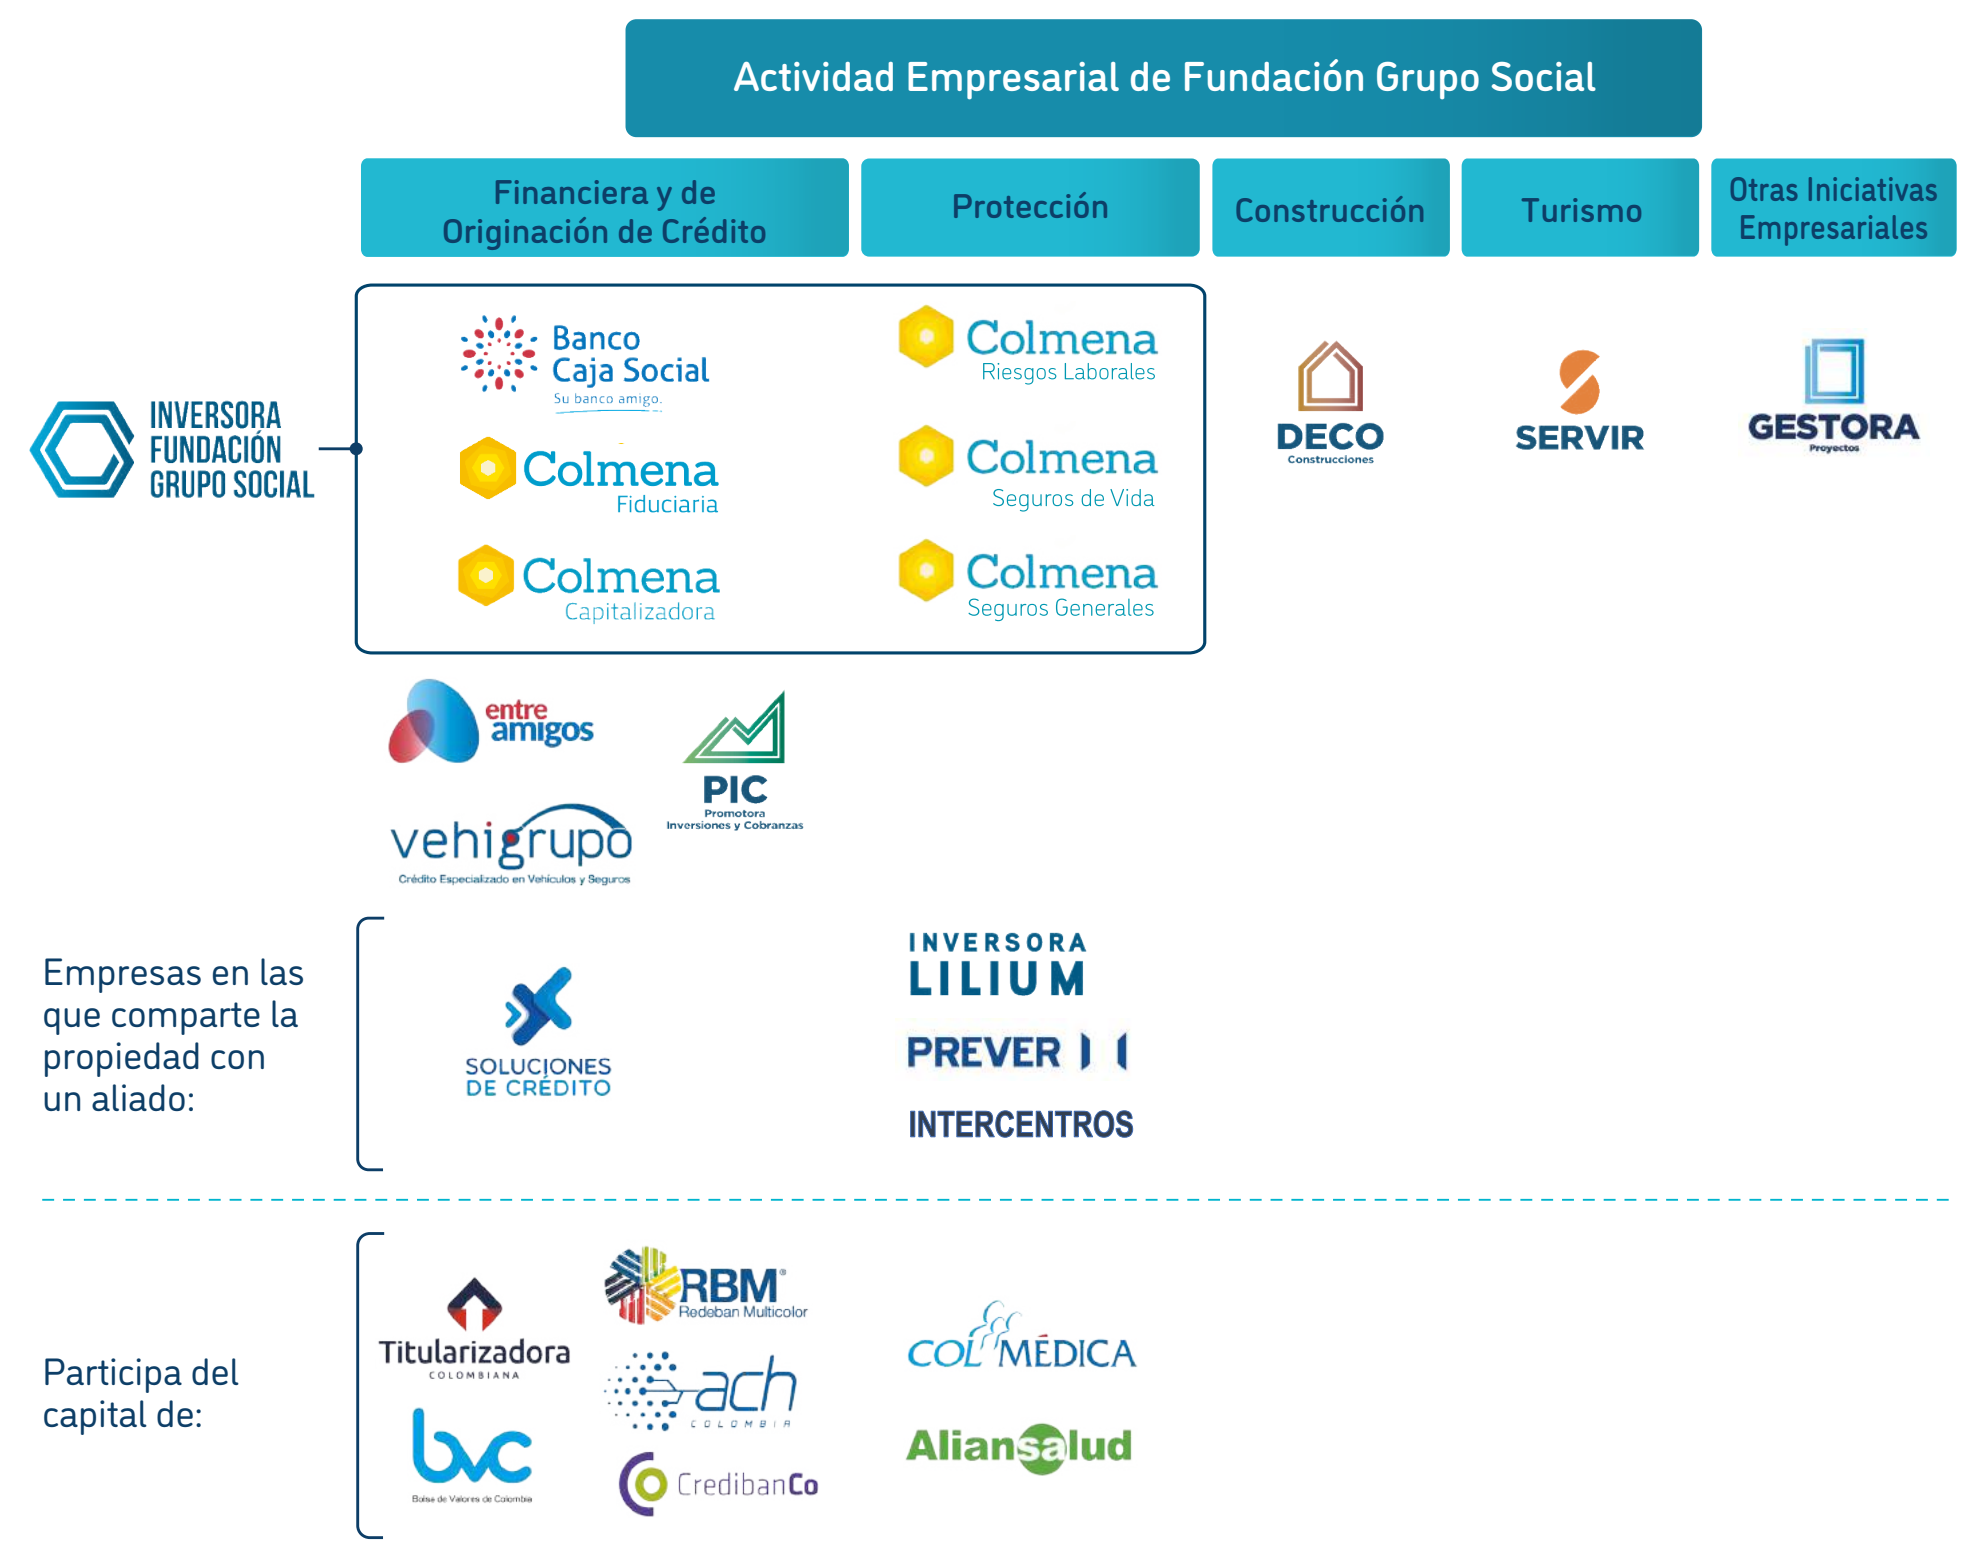 Actividad Empresarial de Fundación Grupo Social
Financiera y de
Originación de Crédito
Protección
Construcción
Turismo
Otras Iniciativas
Empresariales
INVERSORA
FUNDACIÓN
GRUPO SOCIAL
Banco
Caja Social
Su banco amigo.
Colmena
Fiduciaria
Colmena
Capitalizadora
Colmena
Riesgos Laborales
Colmena
Seguros de Vida
Colmena
Seguros Generales
DECO
Construcciones
SERVIR
GESTORA
Proyectos
entre
amigos
PIC
Promotora
Inversiones y Cobranzas
vehigrupo
Crédito Especializado en Vehículos y Seguros
Empresas en las
que comparte la
propiedad con
un aliado:
SOLUCIONES
DE CRÉDITO
INVERSORA
LILIUM
PREVER
INTERCENTROS
Participa del
capital de:
Titularizadora
COLOMBIANA
bvc
Bolsa de Valores de Colombia
RBM®
Redeban Multicolor
ach
COLOMBIA
CredibanCo
COLMÉDICA
Aliansalud